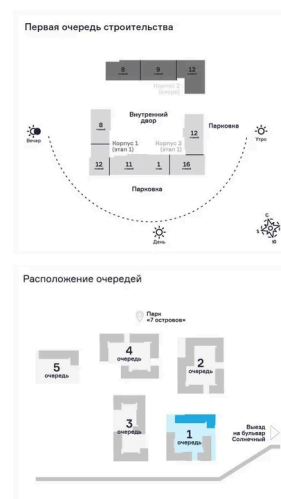 Первая очередь строительства
8
9
12
Корпус 2
8
Внутренний
двор
Парковка
12
Вечер
Утро
Корпус 1
(этап 1)
Корпус 3
(этап 2)
12
11
1
16
Парковка
День
С
Ю
Расположение очередей
Парк
«7 островов»
4
очередь
5
очередь
2
очередь
3
очередь
1
очередь
Выезд
на бульвар
Солнечный